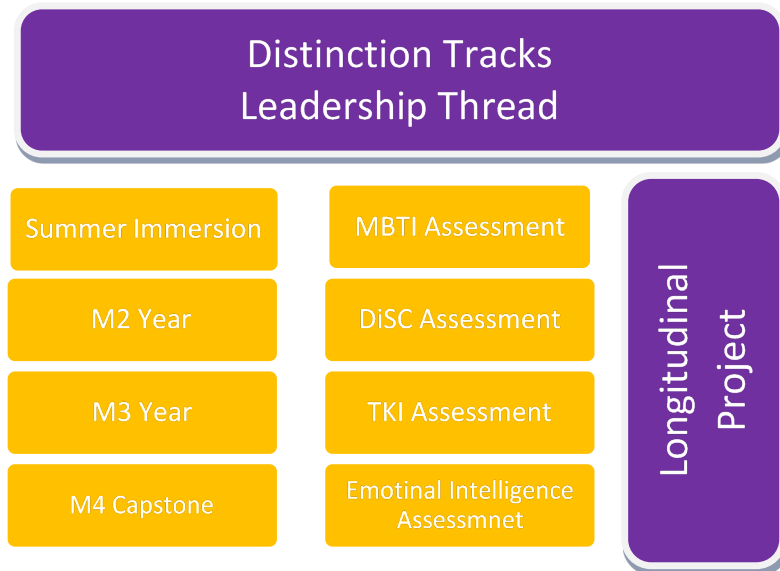 Distinction Tracks
Leadership Thread
Summer Immersion
MBTI Assessment
M2 Year
DiSC Assessment
M3 Year
TKI Assessment
M4 Capstone
Emotinal Intelligence
Assessmnet
Longitudinal
Project